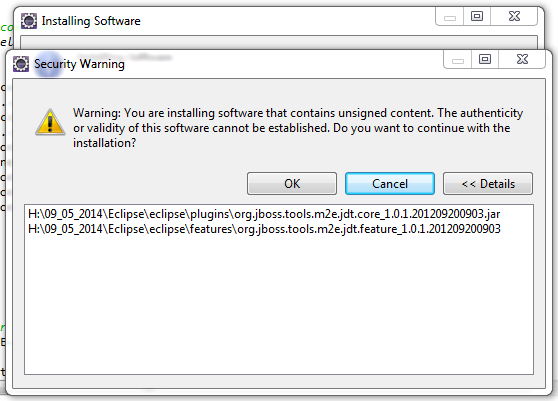 Installing Software
Security Warning
Warning: You are installing software that contains unsigned content. The authenticity
or validity of this software cannot be established. Do you want to continue with the
installation?
OK
Cancel
<< Details
H:\09_05_2014\Eclipse\eclipse\plugins\org.jboss.tools.m2e.jdt.core_1.0.1.201209200903.jar
H:\09_05_2014\Eclipse\eclipse\features\org.jboss.tools.m2e.jdt.feature_1.0.1.201209200903